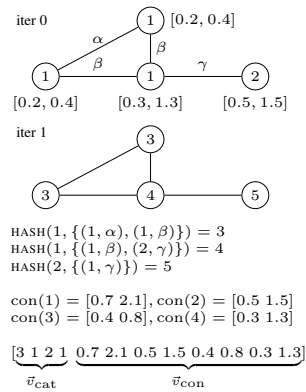 iter 0
1 [0.2, 0.4]
α
β
β
γ
1 1 2
[0.2, 0.4] [0.3, 1.3] [0.5, 1.5]
iter 1
3
3 4 5
HASH(1, {(1, α), (1, β)}) = 3
HASH(1, {(1, β), (2, γ)}) = 4
HASH(2, {(1, γ)}) = 5
con(1) = [0.7 2.1], con(2) = [0.5 1.5]
con(3) = [0.4 0.8], con(4) = [0.3 1.3]
[3 1 2 1 0.7 2.1 0.5 1.5 0.4 0.8 0.3 1.3]
v⃗cat v⃗con